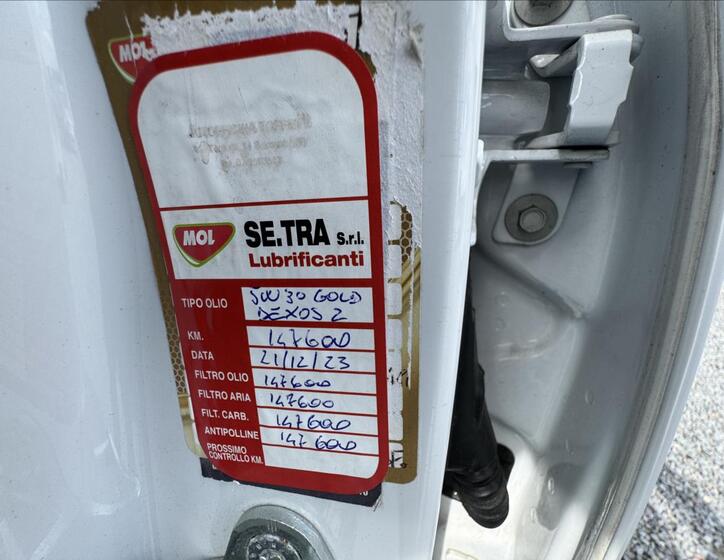 MOL
MOL SE.TRA S.r.l.
Lubrificanti
TIPO OLIO 5W30 GOLD
DEXOS 2
KM. 147600
DATA 21/12/23
FILTRO OLIO 147600
FILTRO ARIA 147600
FILT. CARB. 147600
ANTIPOLLINE 147600
PROSSIMO
CONTROLLO KM.